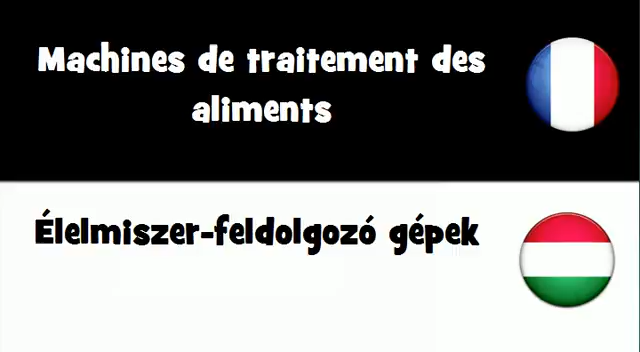 Machines de traitement des
aliments
Élelmiszer-feldolgozó gépek